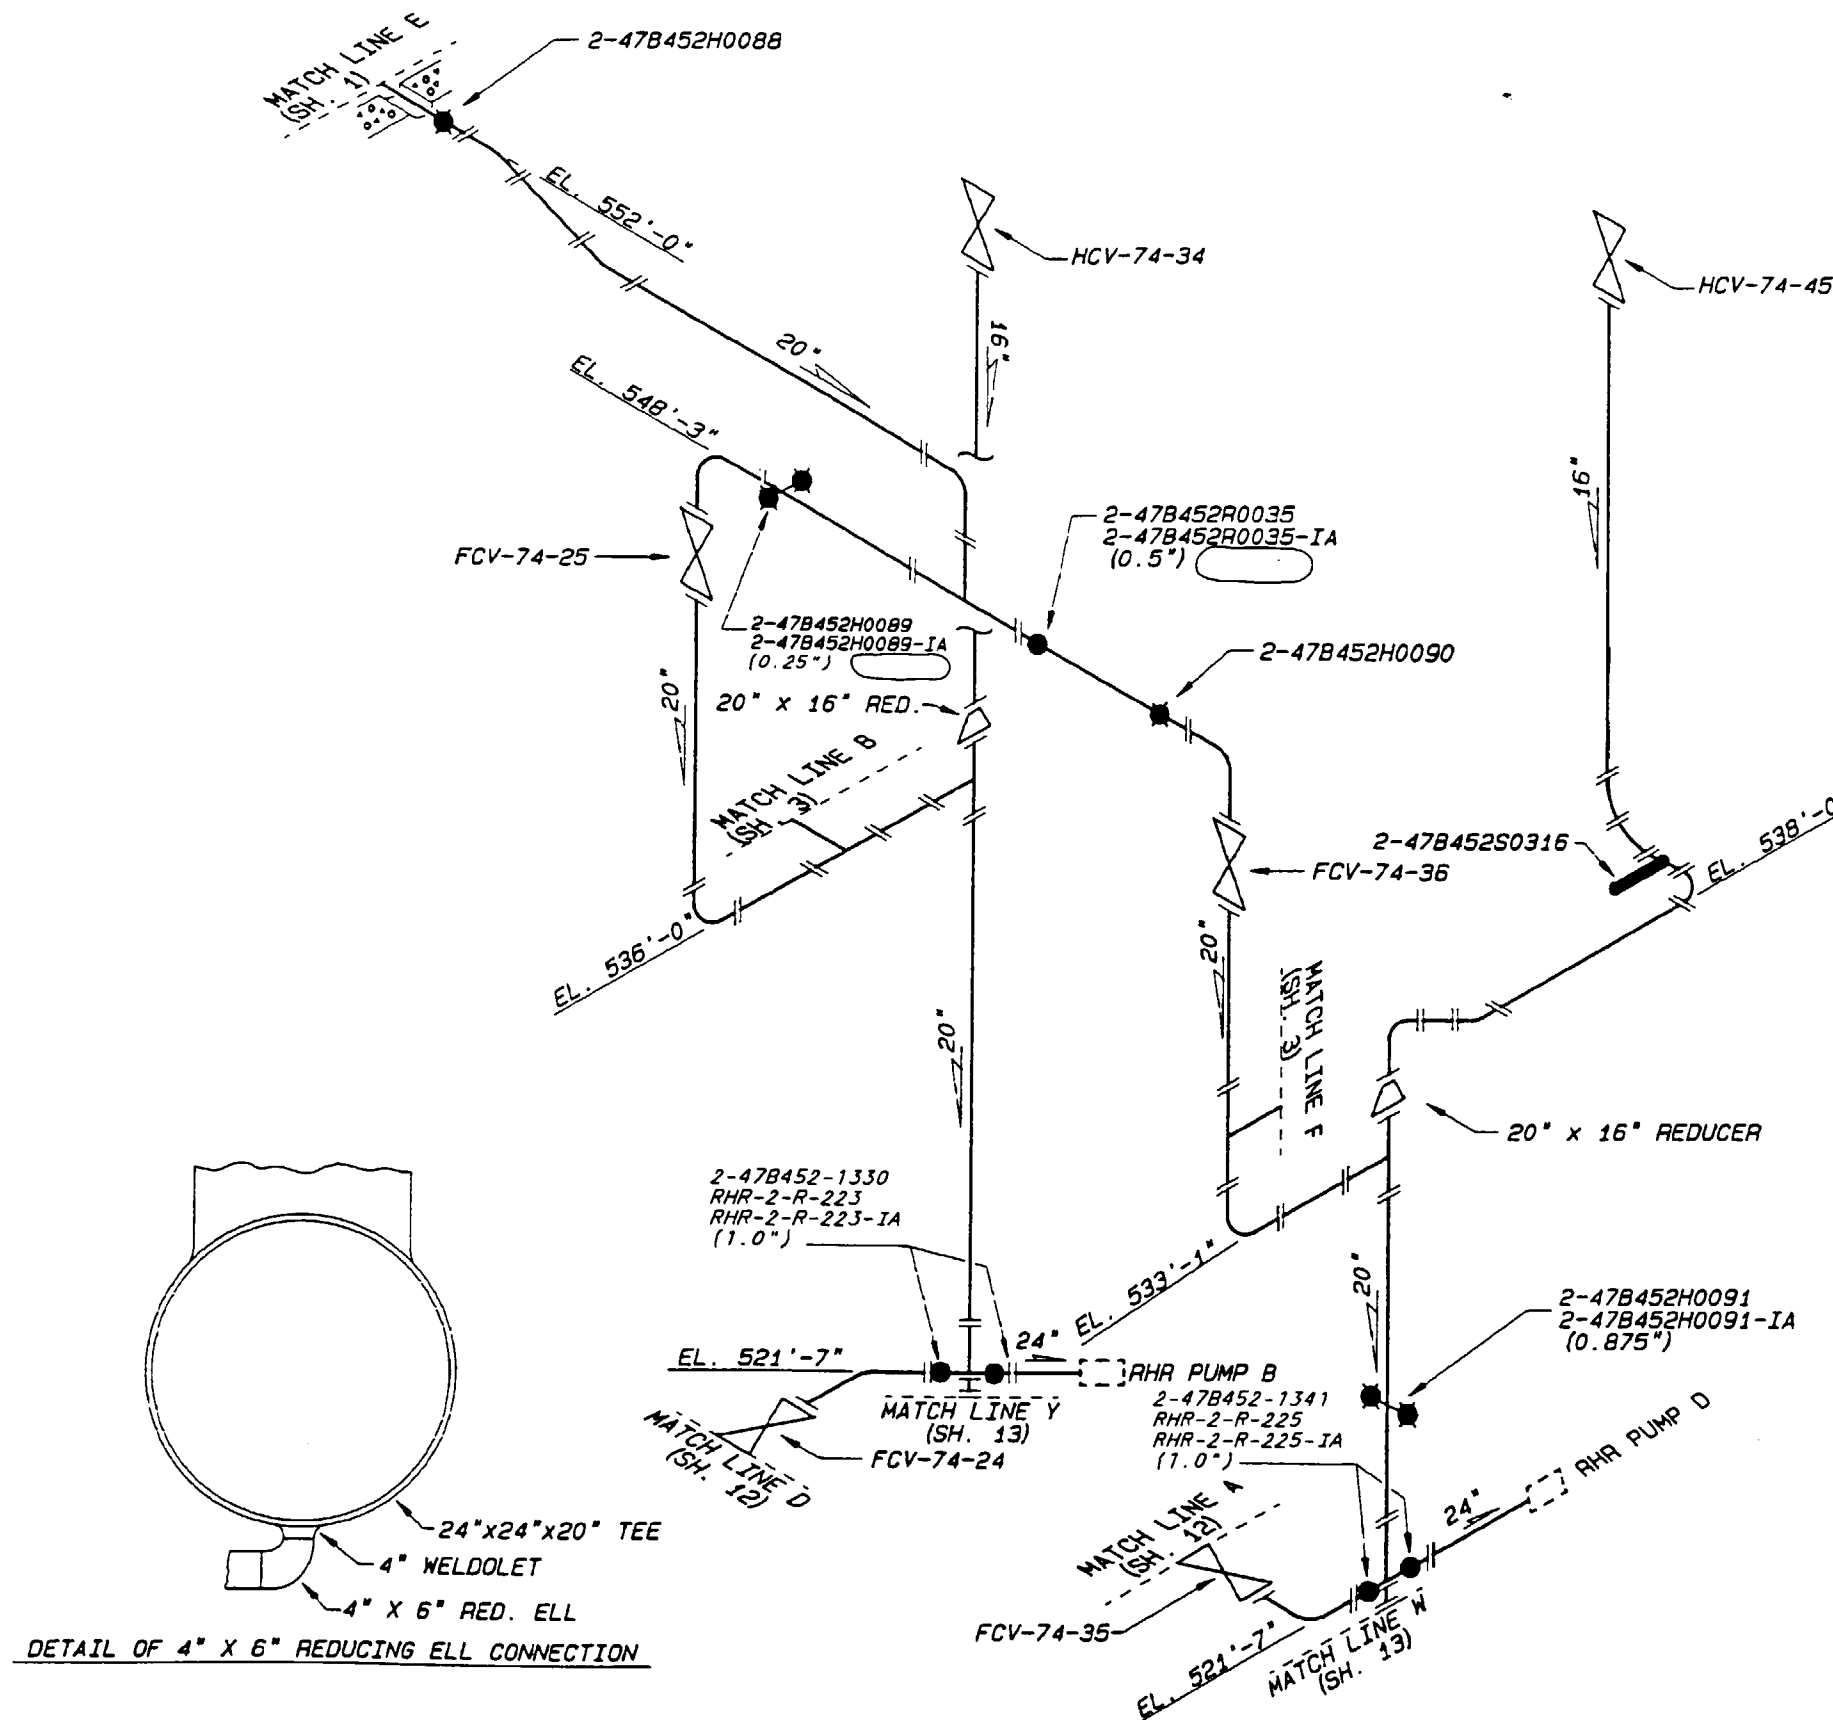 MATCH LINE E
(SH. 1)
2-47B452H0088
EL. 552'-0"
HCV-74-34
HCV-74-45
20"
16"
EL. 548'-3"
16"
2-47B452R0035
2-47B452R0035-IA
(0.5")
FCV-74-25
2-47B452H0089
2-47B452H0089-IA
(0.25")
2-47B452H0090
20"
20" X 16" RED.
MATCH LINE B
(SH. 3)
2-47B452S0316
FCV-74-36
EL. 538'-0
EL. 536'-0"
20"
20"
MATCH LINE F
(SH. 3)
20" X 16" REDUCER
2-47B452-1330
RHR-2-R-223
RHR-2-R-223-IA
(1.0")
EL. 533'-1"
20"
2-47B452H0091
2-47B452H0091-IA
(0.875")
EL. 521'-7"
24"
RHR PUMP B
MATCH LINE Y
(SH. 13)
2-47B452-1341
RHR-2-R-225
RHR-2-R-225-IA
(1.0")
MATCH LINE D
(SH. 12)
FCV-74-24
RHR PUMP D
24"
MATCH LINE A
(SH. 12)
FCV-74-35
EL. 521'-7"
MATCH LINE W
(SH. 13)
24"x24"x20" TEE
4" WELDOLET
4" X 6" RED. ELL
DETAIL OF 4" X 6" REDUCING ELL CONNECTION